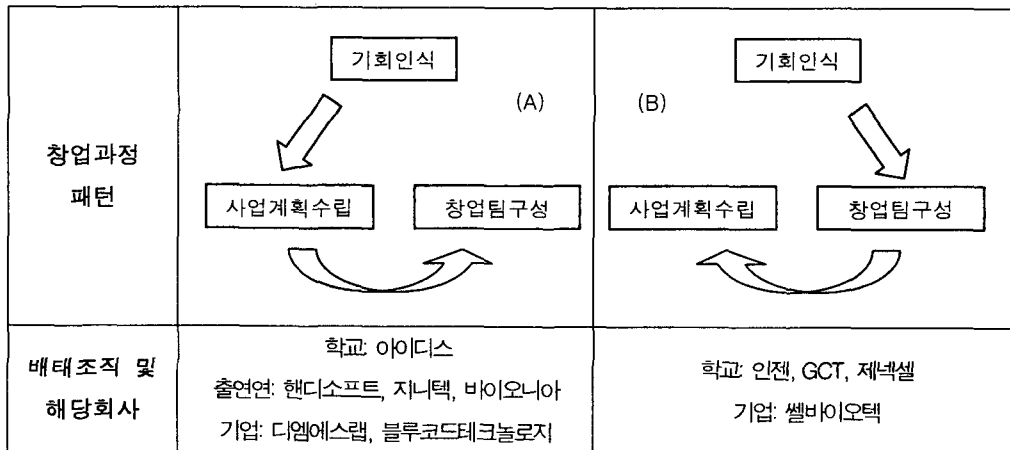 창업과정
패턴
기회인식
(A)
사업계획수립
창업팀구성
기회인식
(B)
사업계획수립
창업팀구성
배태조직 및
해당회사
학교: 아이디스
출연연: 핸디소프트, 지니텍, 바이오니아
기업: 디엠에스랩, 블루코드테크놀로지
학교: 인젠, GCT, 제넥셀
기업: 쎌바이오텍